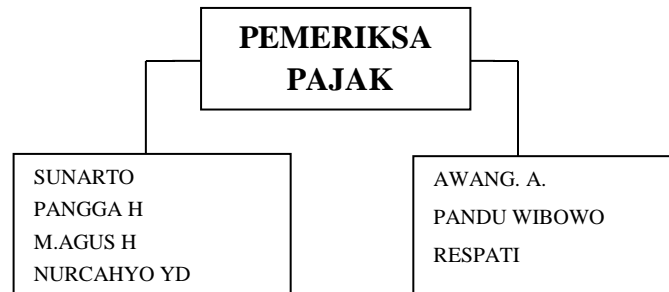 PEMERIKSA
PAJAK
SUNARTO
PANGGA H
M.AGUS H
NURCAHYO YD
AWANG. A.
PANDU WIBOWO
RESPATI